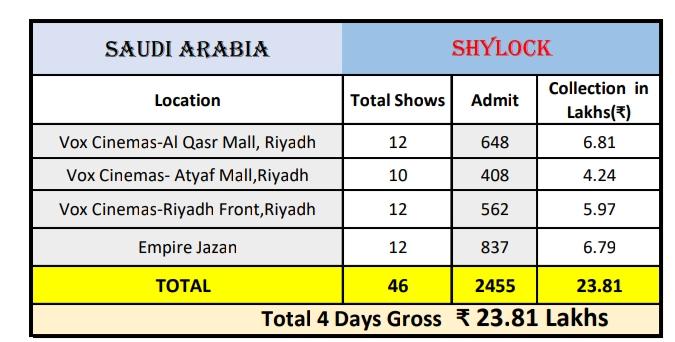 SAUDI ARABIA SHYLOCK
Location Total Shows Admit Collection in
Lakhs(₹)
Vox Cinemas-Al Qasr Mall, Riyadh 12 648 6.81
Vox Cinemas- Atyaf Mall,Riyadh 10 408 4.24
Vox Cinemas-Riyadh Front,Riyadh 12 562 5.97
Empire Jazan 12 837 6.79
TOTAL 46 2455 23.81
Total 4 Days Gross ₹ 23.81 Lakhs